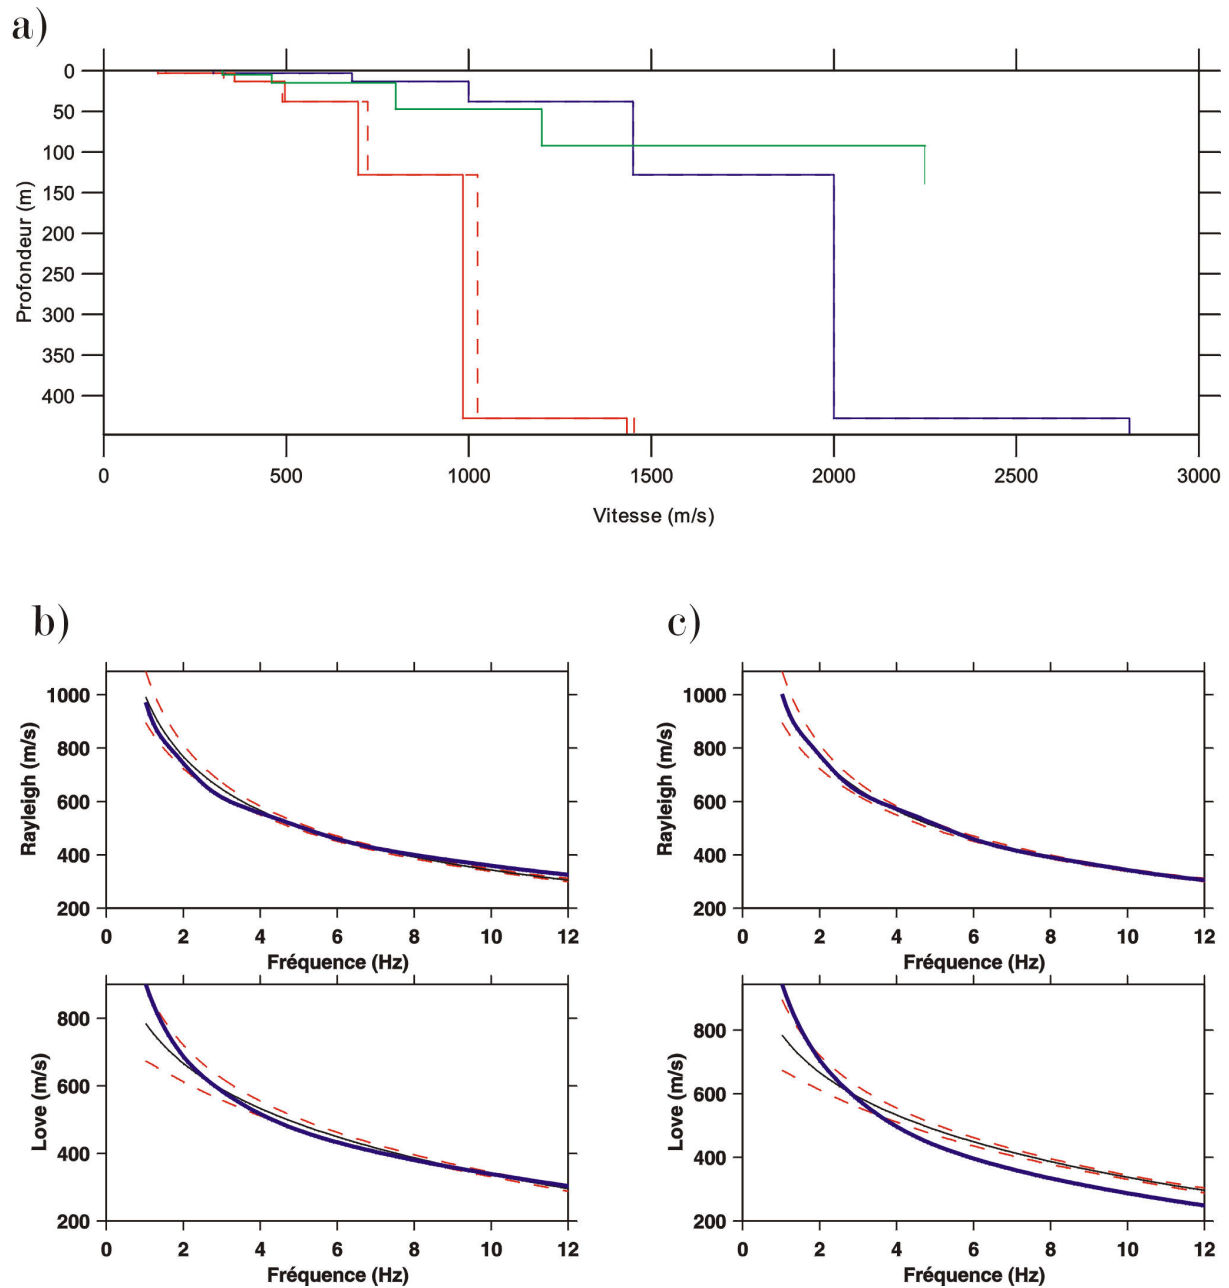 a)
0
50
100
150
200
250
300
350
400
Profondeur (m)
0 500 1000 1500 2000 2500 3000
Vitesse (m/s)
b)
1000
800
600
400
200
Rayleigh (m/s)
0 2 4 6 8 10 12
Fréquence (Hz)
800
600
400
200
Love (m/s)
0 2 4 6 8 10 12
Fréquence (Hz)
c)
1000
800
600
400
200
Rayleigh (m/s)
0 2 4 6 8 10 12
Fréquence (Hz)
800
600
400
200
Love (m/s)
0 2 4 6 8 10 12
Fréquence (Hz)